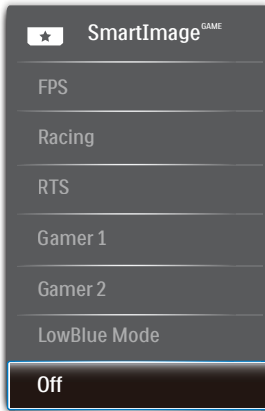 SmartImage GAME
FPS
Racing
RTS
Gamer 1
Gamer 2
LowBlue Mode
Off